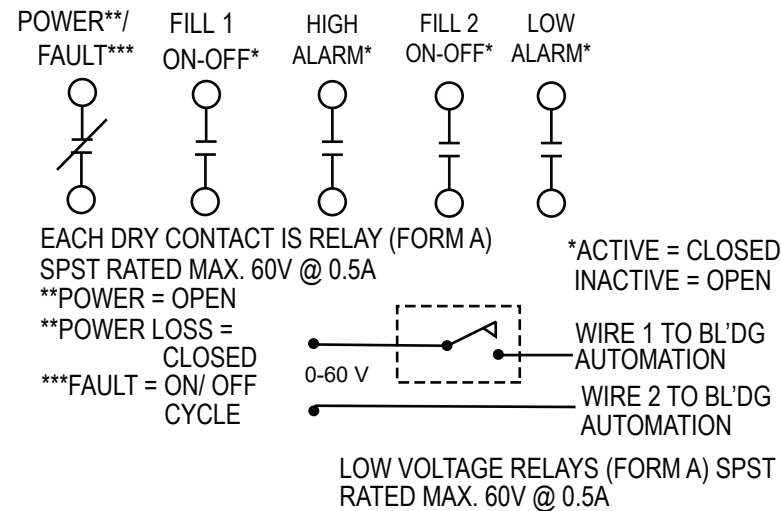 POWER**/
FAULT***
FILL 1
ON-OFF*
HIGH
ALARM*
FILL 2
ON-OFF*
LOW
ALARM*
EACH DRY CONTACT IS RELAY (FORM A)
SPST RATED MAX. 60V @ 0.5A
**POWER = OPEN
**POWER LOSS =
CLOSED
***FAULT = ON/ OFF
CYCLE
*ACTIVE = CLOSED
INACTIVE = OPEN
0-60 V
WIRE 1 TO BL'DG
AUTOMATION
WIRE 2 TO BL'DG
AUTOMATION
LOW VOLTAGE RELAYS (FORM A) SPST
RATED MAX. 60V @ 0.5A